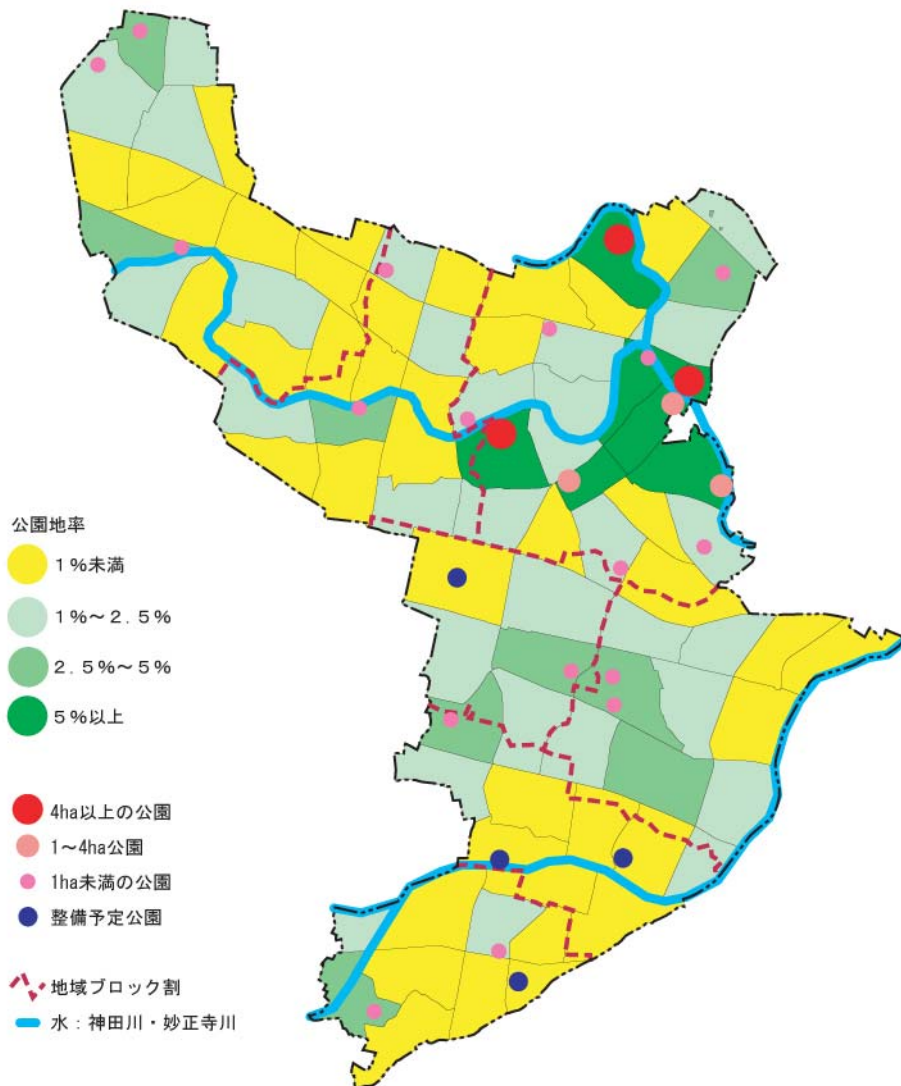 公園地率
1%未満
1%~2.5%
2.5%~5%
5%以上
4ha以上の公園
1~4ha公園
1ha未満の公園
整備予定公園
地域ブロック割
水:神田川・妙正寺川